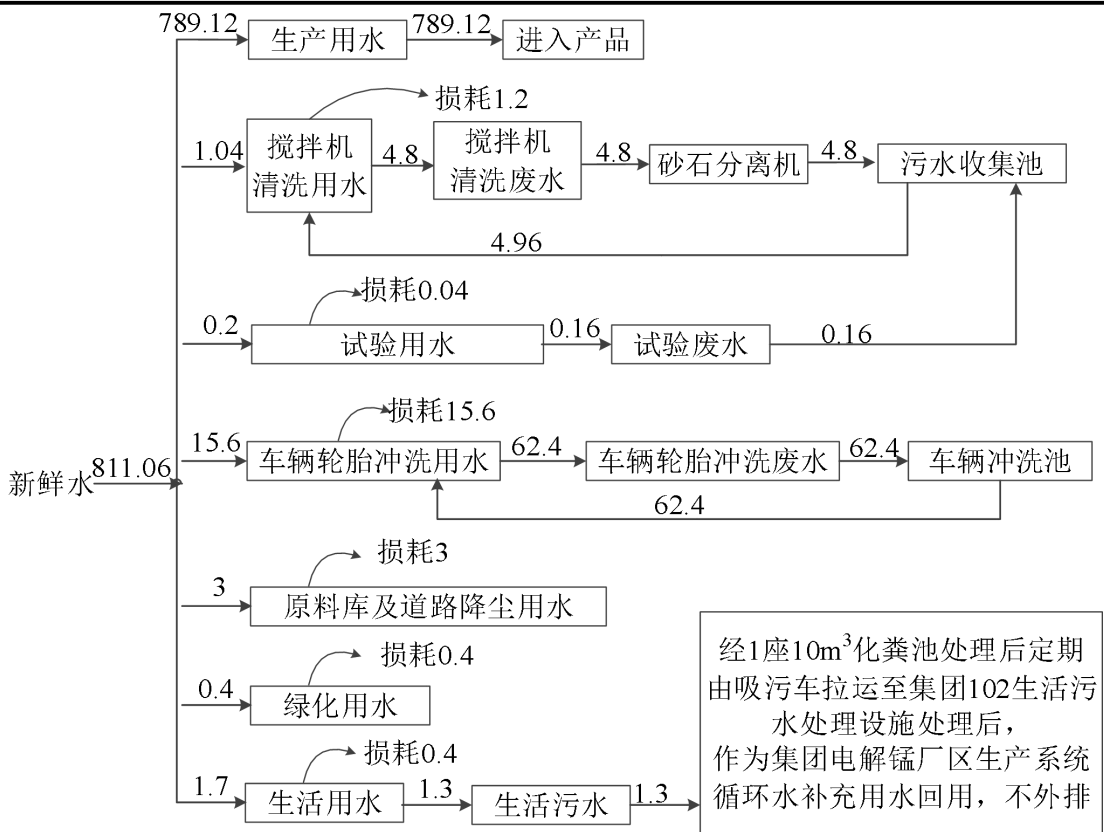 789.12
生产用水
789.12
进入产品
损耗1.2
1.04
搅拌机
清洗用水
4.8
搅拌机
清洗废水
4.8
砂石分离机
4.8
污水收集池
4.96
损耗0.04
0.2
试验用水
0.16
试验废水
0.16
损耗15.6
15.6
车辆轮胎冲洗用水
62.4
车辆轮胎冲洗废水
62.4
车辆冲洗池
62.4
新鲜水
811.06
损耗3
3
原料库及道路降尘用水
损耗0.4
0.4
绿化用水
损耗0.4
1.7
生活用水
1.3
生活污水
1.3
经1座10m³化粪池处理后定期
由吸污车拉运至集团102生活污
水处理设施处理后，
作为集团电解锰厂区生产系统
循环水补充用水回用，不外排